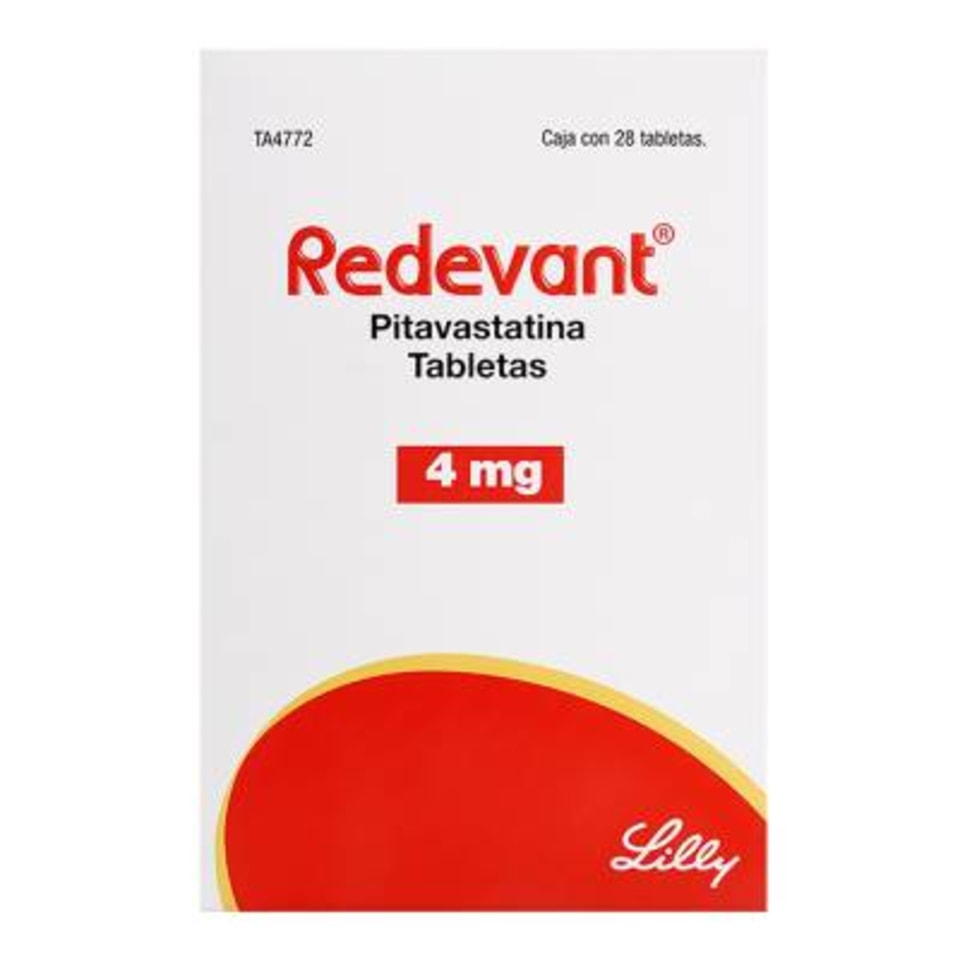 TA4772
Caja con 28 tabletas.
Redevant®
Pitavastatina
Tabletas
4 mg
Lilly